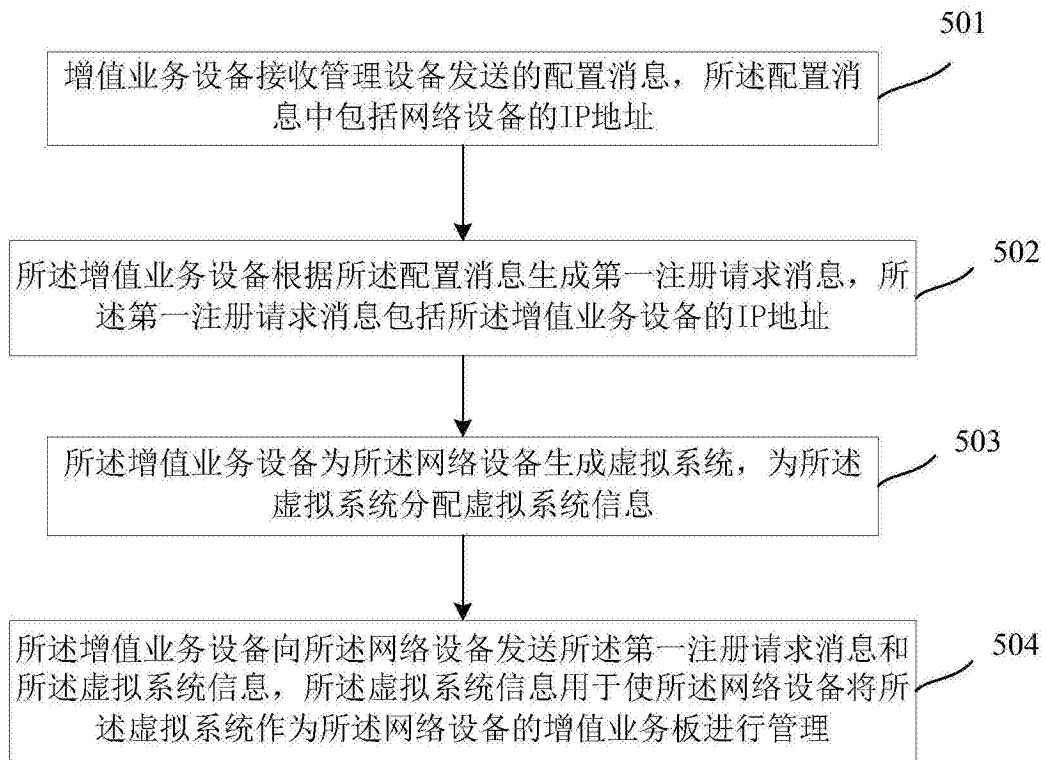 501
增值业务设备接收管理设备发送的配置消息，所述配置消
息中包括网络设备的IP地址
502
所述增值业务设备根据所述配置消息生成第一注册请求消息，所
述第一注册请求消息包括所述增值业务设备的IP地址
503
所述增值业务设备为所述网络设备生成虚拟系统，为所述
虚拟系统分配虚拟系统信息
504
所述增值业务设备向所述网络设备发送所述第一注册请求消息和
所述虚拟系统信息，所述虚拟系统信息用于使所述网络设备将所
述虚拟系统作为所述网络设备的增值业务板进行管理